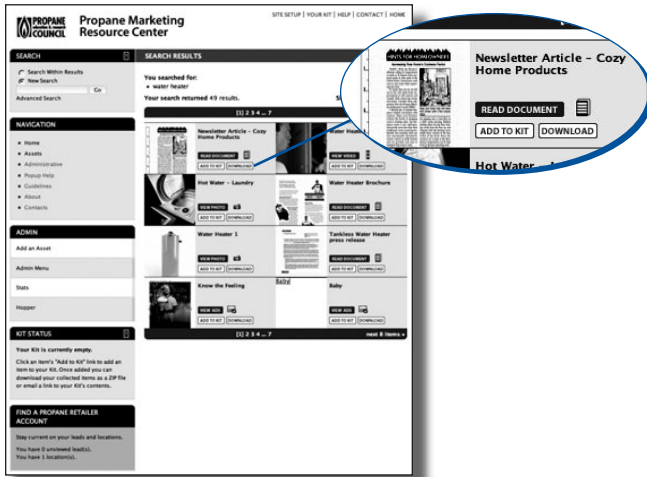 PROPANE
COUNCIL
Propane Marketing
Resource Center
SITE SETUP | YOUR KIT | HELP | CONTACT | HOME
SEARCH
Search Within Results
New Search
Go
Advanced Search
NAVIGATION
Home
Assets
Administrative
Popup Help
Guidelines
About
Contacts
ADMIN
Add an Asset
Admin Menu
Stats
Hopper
KIT STATUS
Your Kit is currently empty.
Click an item's "Add to Kit" link to add an
item to your Kit. Once added you can
download your collected items as a ZIP file
or email a link to your Kit's contents.
FIND A PROPANE RETAILER
ACCOUNT
Stay current on your leads and locations.
You have 0 unviewed lead(s).
You have 1 location(s).
SEARCH RESULTS
You searched for:
water heater
Your search returned 49 results.
[1] 2 3 4 ... 7
Newsletter Article – Cozy
Home Products
READ DOCUMENT
ADD TO KIT DOWNLOAD
Water
VIEW VIDEO
ADD TO KIT DOWNLOAD
Hot Water – Laundry
VIEW PHOTO
ADD TO KIT DOWNLOAD
Water Heater Brochure
READ DOCUMENT
ADD TO KIT DOWNLOAD
Water Heater 1
VIEW PHOTO
ADD TO KIT DOWNLOAD
Tankless Water Heater
press release
READ DOCUMENT
ADD TO KIT DOWNLOAD
Know the Feeling
VIEW ADS
ADD TO KIT DOWNLOAD
Baby
Baby
VIEW ADS
ADD TO KIT DOWNLOAD
[1] 2 3 4 ... 7
next 8 items »
HINTS FOR HOMEOWNERS
Newsletter Article – Cozy
Home Products
READ DOCUMENT
ADD TO KIT DOWNLOAD
Hot Water